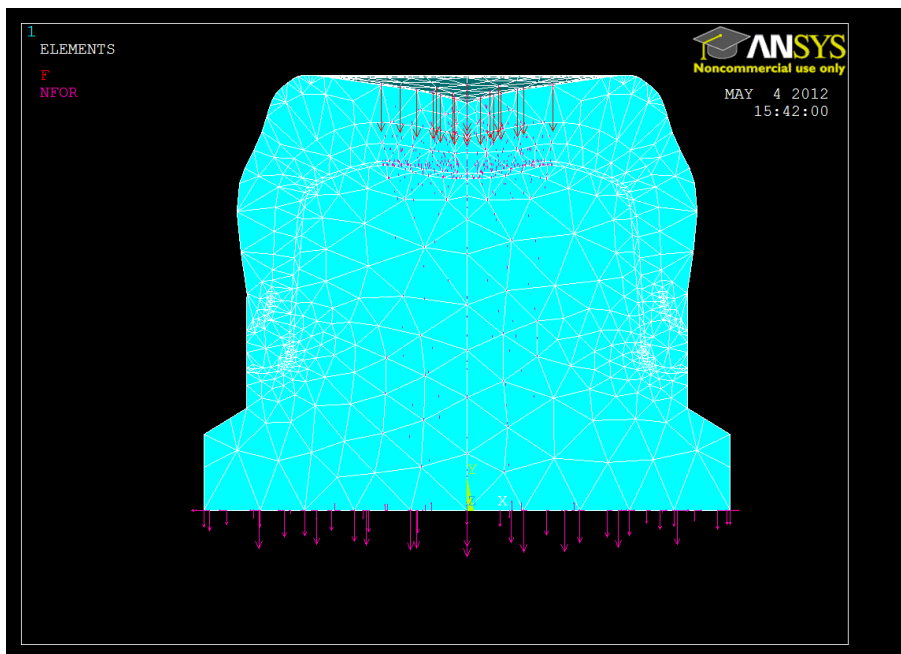 1
ELEMENTS
F
NFOR
ANSYS
Noncommercial use only
MAY  4 2012
15:42:00
Y
X